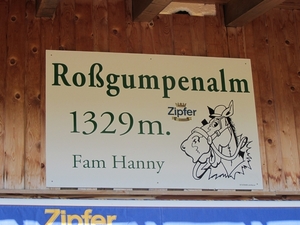 Roßgumpenalm
1329m.
Zipfer
Fam Hanny
Zipfer